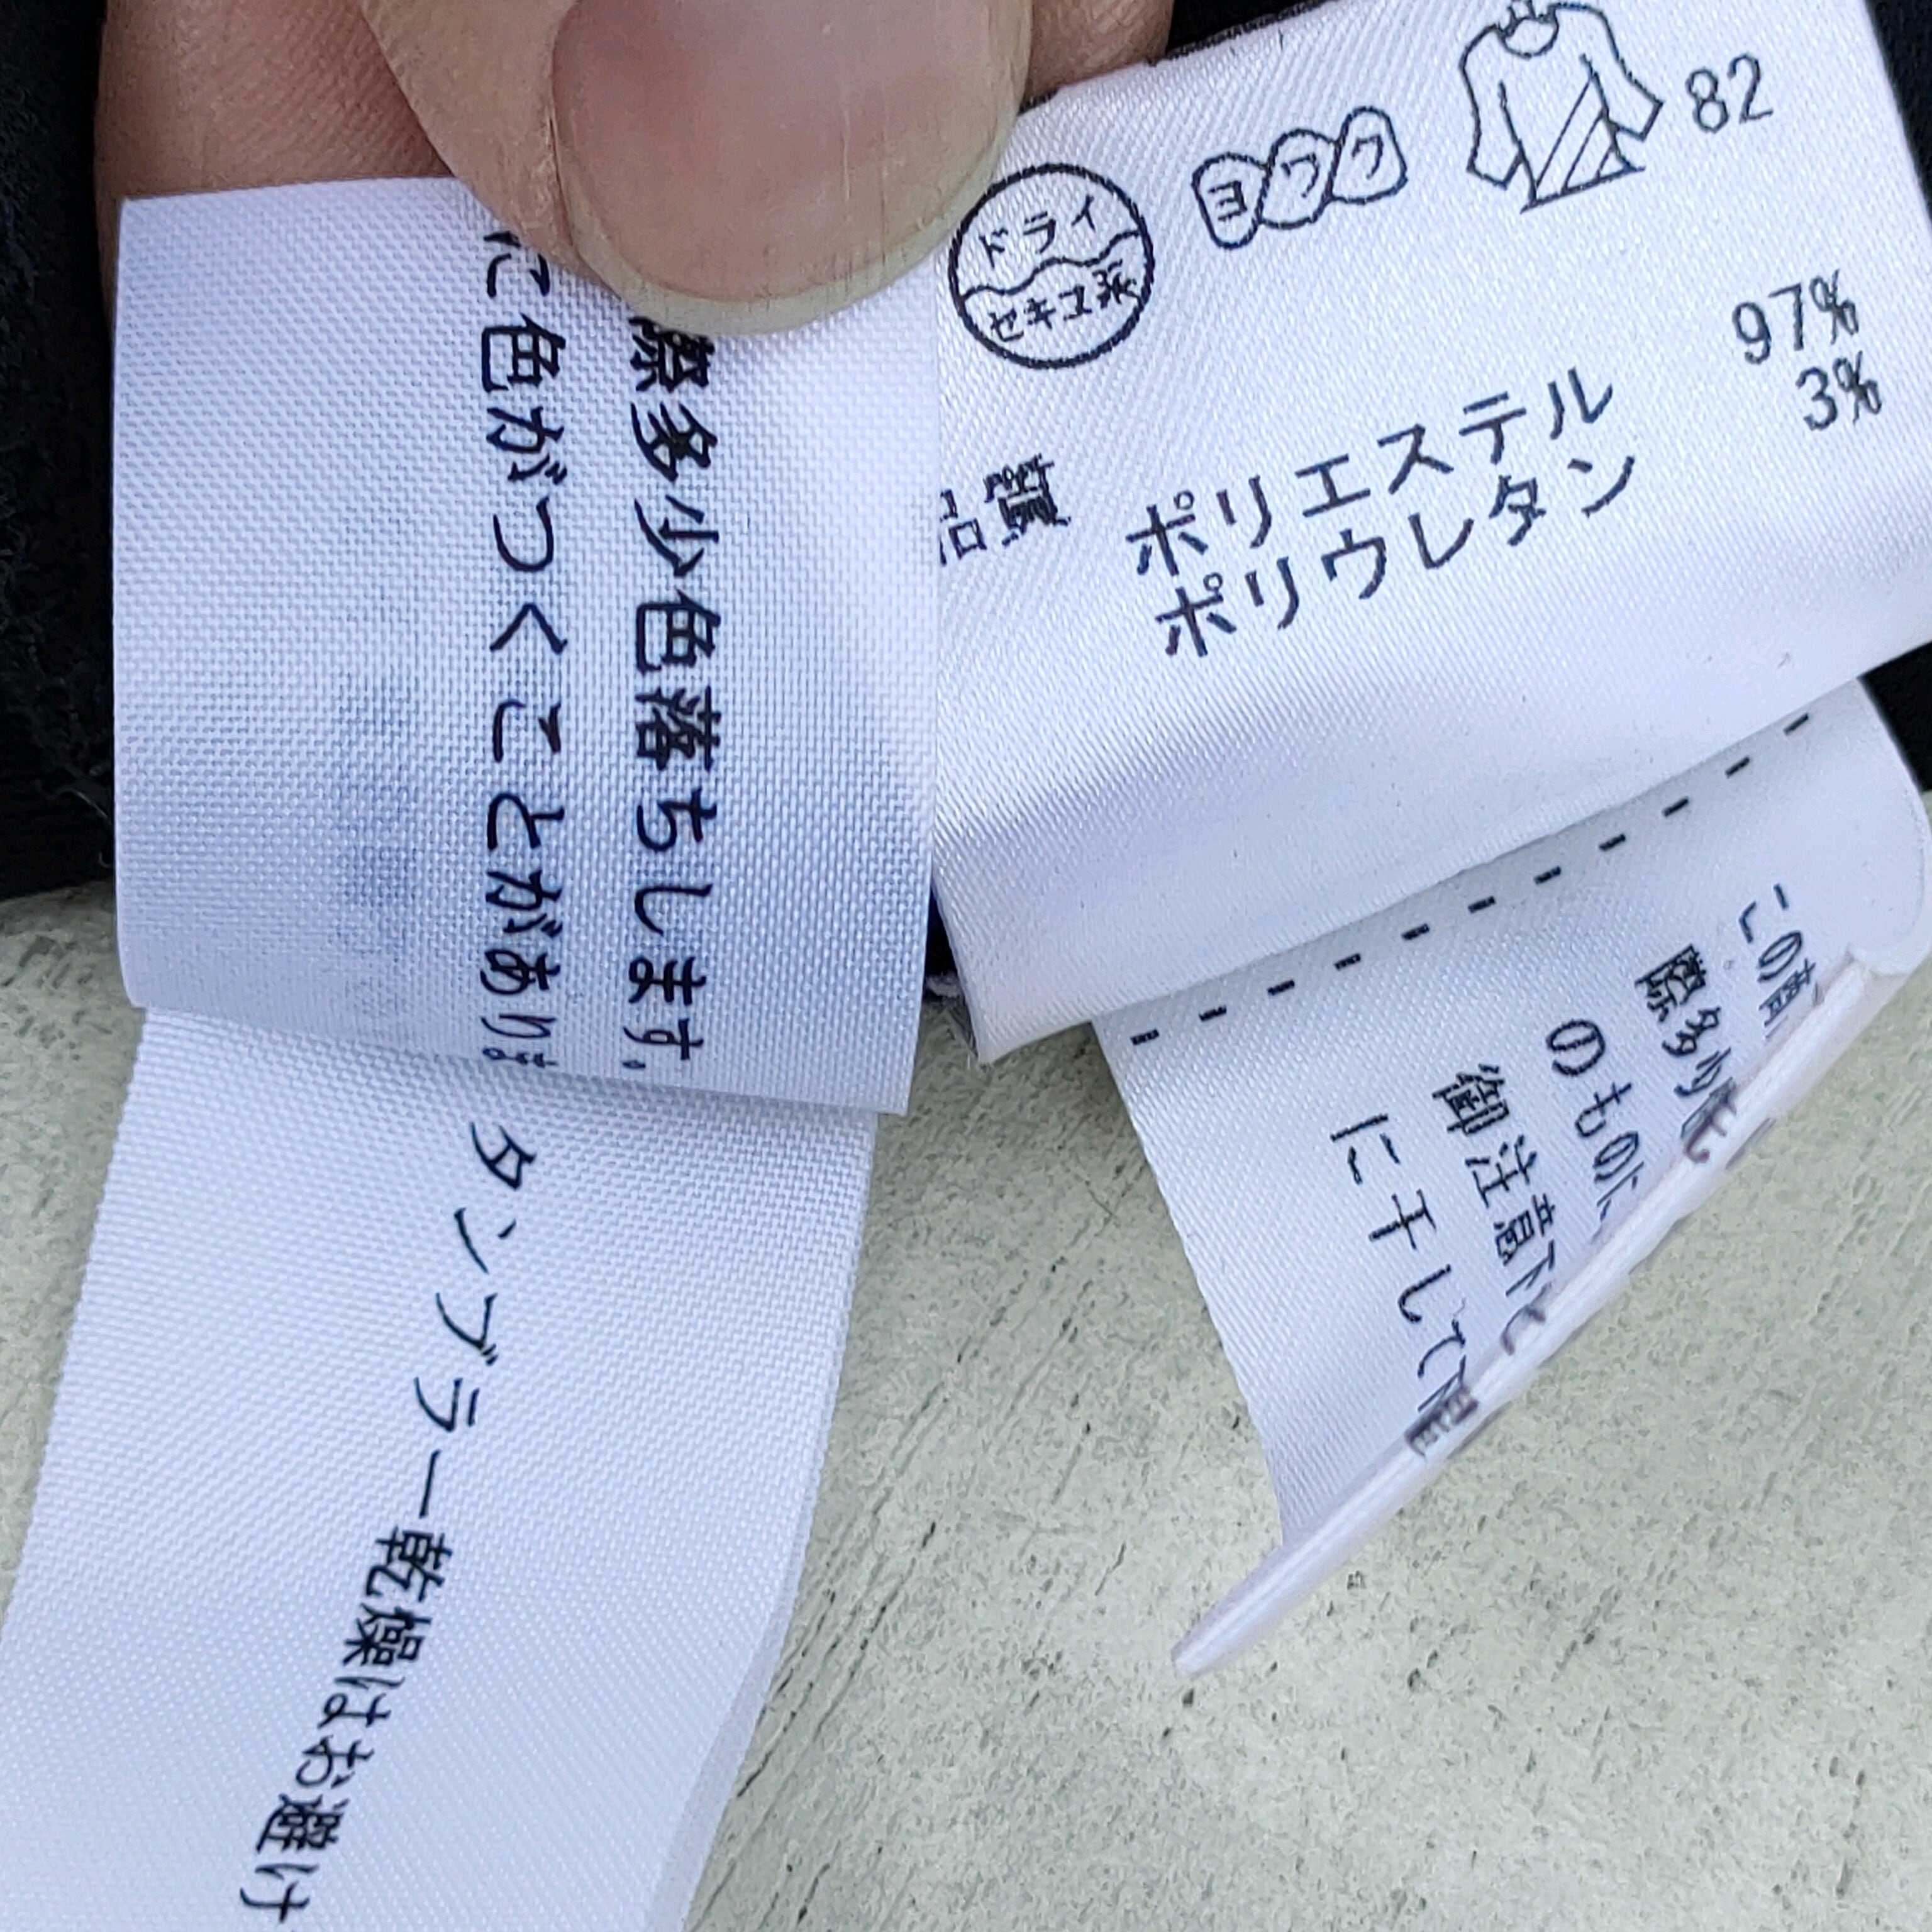 際多少色落ちします。
に色がつくことがありま
タンブラー乾燥はお避け
ドライ
セキユ系
ヨワク
82
品質
ポリエステル 97%
ポリウレタン 3%
この
際多少
のもの
御注意下
に干して